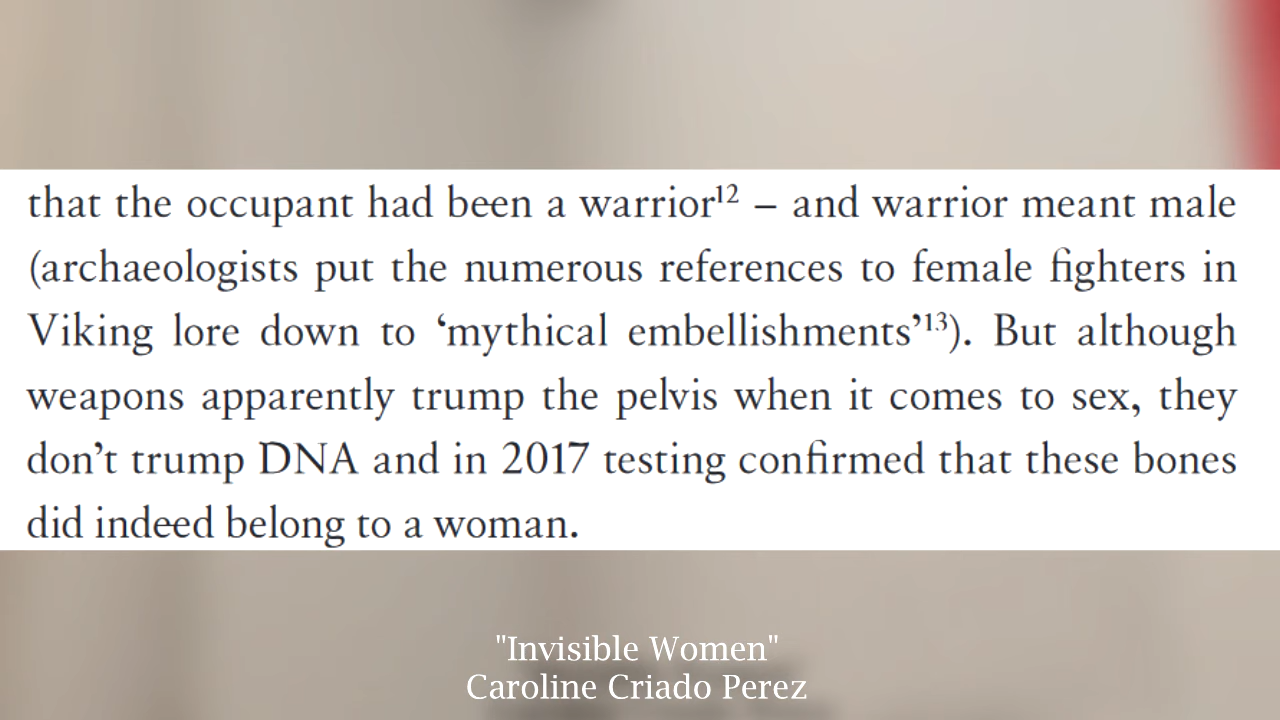 that the occupant had been a warrior¹² – and warrior meant male
(archaeologists put the numerous references to female fighters in
Viking lore down to ‘mythical embellishments’¹³). But although
weapons apparently trump the pelvis when it comes to sex, they
don’t trump DNA and in 2017 testing confirmed that these bones
did indeed belong to a woman.
"Invisible Women"
Caroline Criado Perez